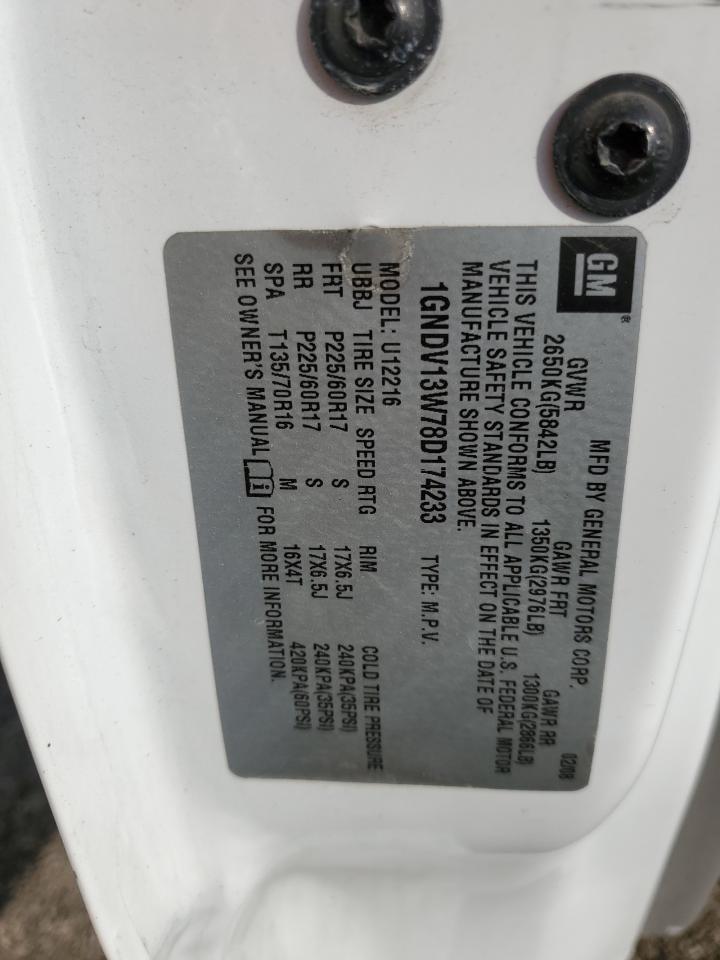 GM®
MFD BY GENERAL MOTORS CORP. 02/08
GVWR GAWR FRT GAWR RR
2650KG(5842LB) 1350KG(2976LB) 1300KG(2866LB)
THIS VEHICLE CONFORMS TO ALL APPLICABLE U.S. FEDERAL MOTOR
VEHICLE SAFETY STANDARDS IN EFFECT ON THE DATE OF
MANUFACTURE SHOWN ABOVE.
1GNDV13W78D174233 TYPE: M.P.V.
MODEL: U12216
UBBJ TIRE SIZE SPEED RTG RIM COLD TIRE PRESSURE
FRT P225/60R17 S 17X6.5J 240KPA(35PSI)
RR P225/60R17 S 17X6.5J 240KPA(35PSI)
SPA T135/70R16 M 16X4T 420KPA(60PSI)
SEE OWNER'S MANUAL i FOR MORE INFORMATION.